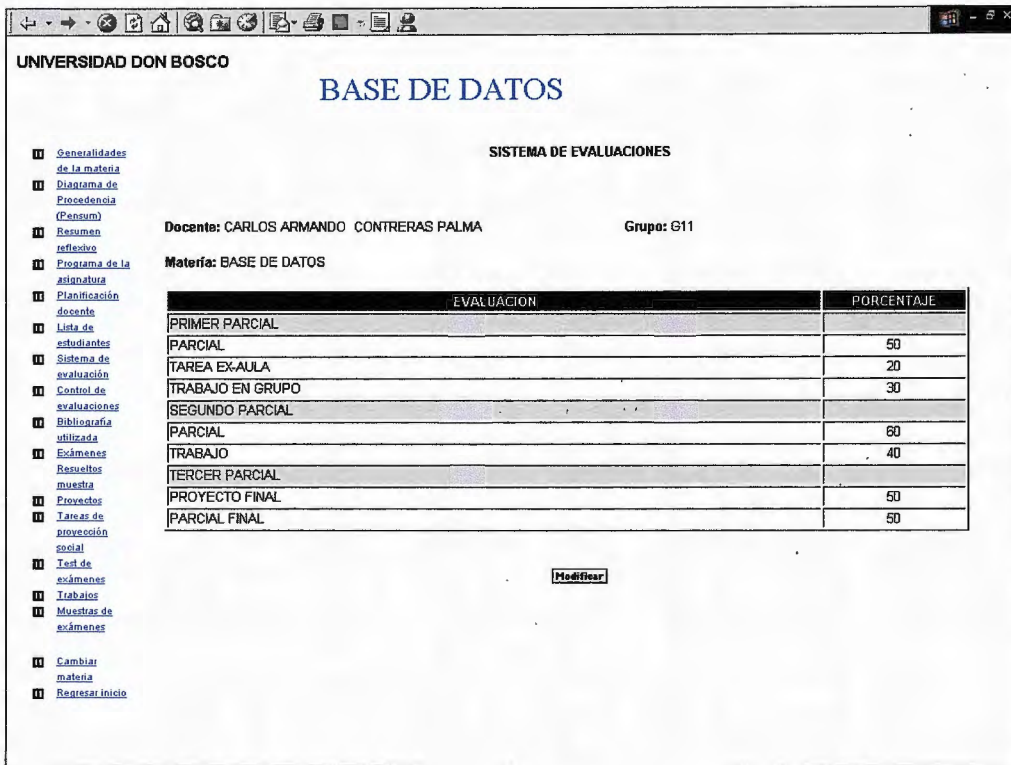 UNIVERSIDAD DON BOSCO
BASE DE DATOS
Generalidades
de la materia
Diagrama de
Procedencia
(Pensum)
Resumen
reflexivo
Programa de la
asignatura
Planificación
docente
Lista de
estudiantes
Sistema de
evaluación
Control de
evaluaciones
Bibliografia
utilizada
Exámenes
Resueltos
muestra
Proyectos
Tareas de
proyección
social
Test de
exámenes
Trabajos
Muestras de
exámenes
Cambiar
materia
Regresar inicio
SISTEMA DE EVALUACIONES
Docente: CARLOS ARMANDO CONTRERAS PALMA Grupo: G11
Materia: BASE DE DATOS
EVALUACION PORCENTAJE
PRIMER PARCIAL
PARCIAL 50
TAREA EX-AULA 20
TRABAJO EN GRUPO 30
SEGUNDO PARCIAL
PARCIAL 60
TRABAJO 40
TERCER PARCIAL
PROYECTO FINAL 50
PARCIAL FINAL 50
Modificar